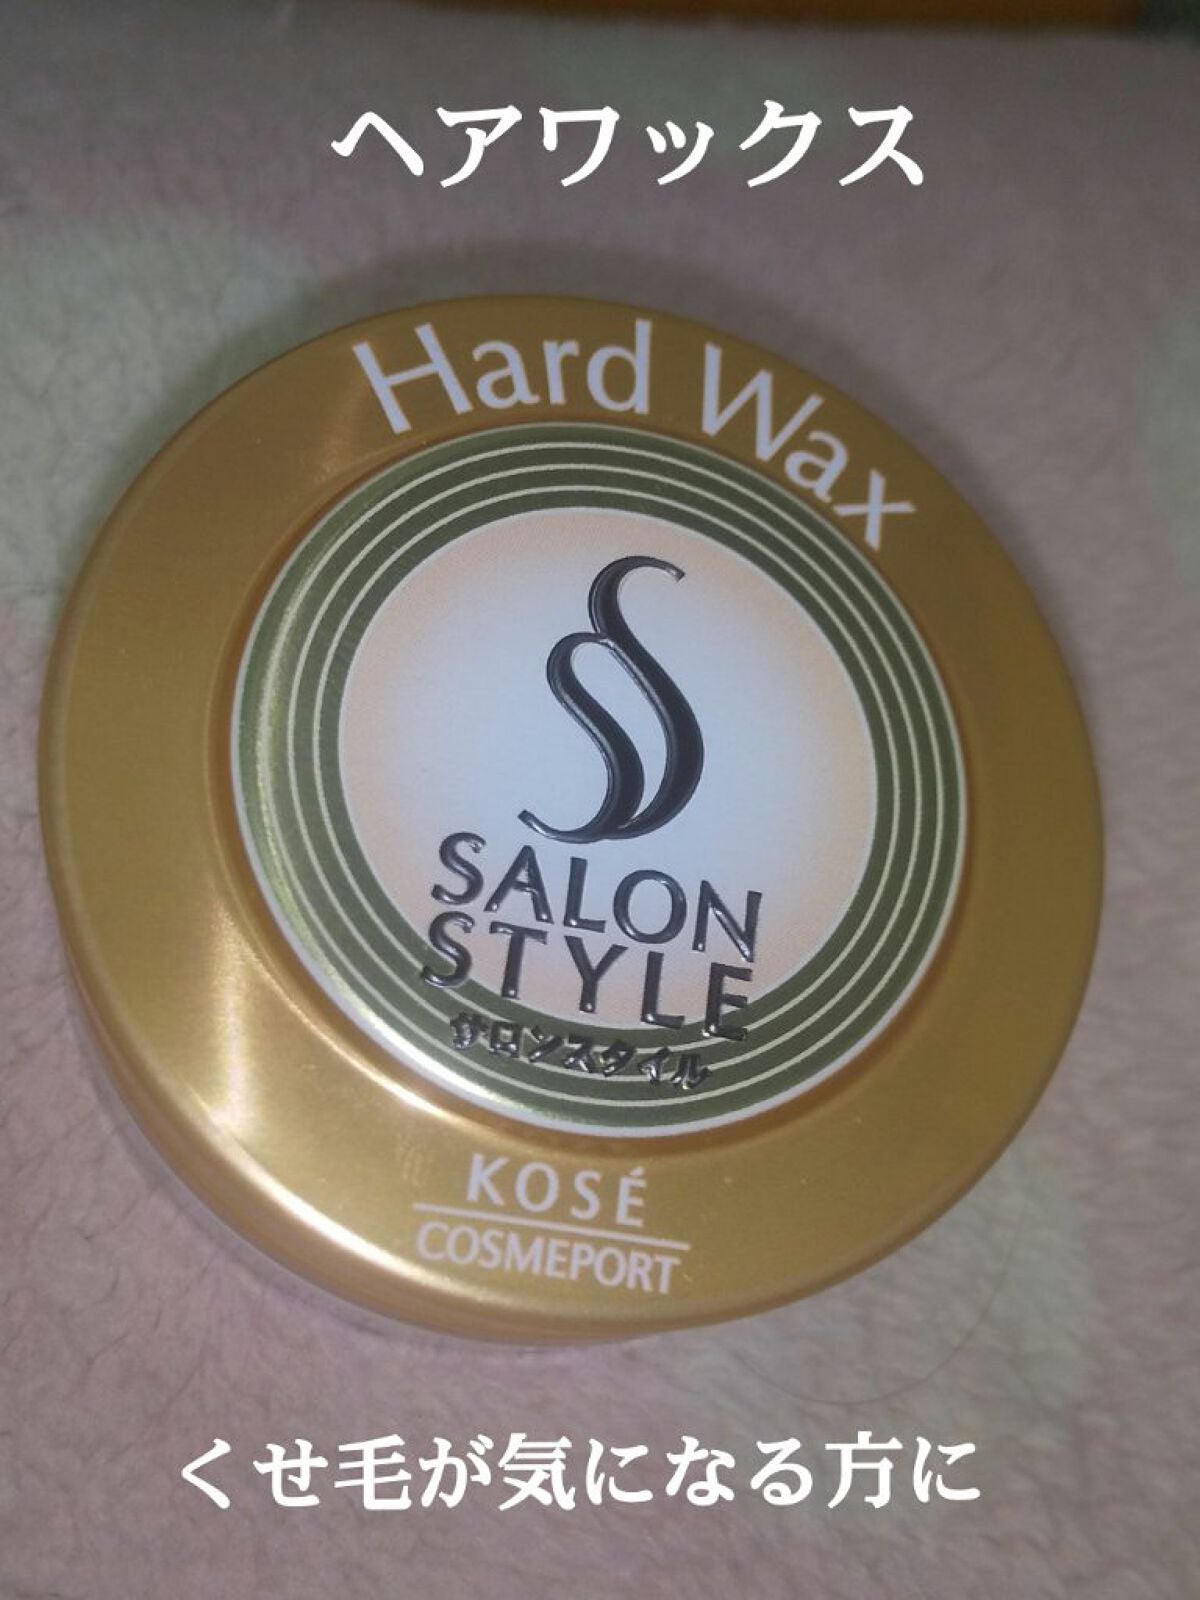 ヘアワックス
Hard Wax
SALON
STYLE
サロンスタイル
KOSÉ
COSMEPORT
くせ毛が気になる方に